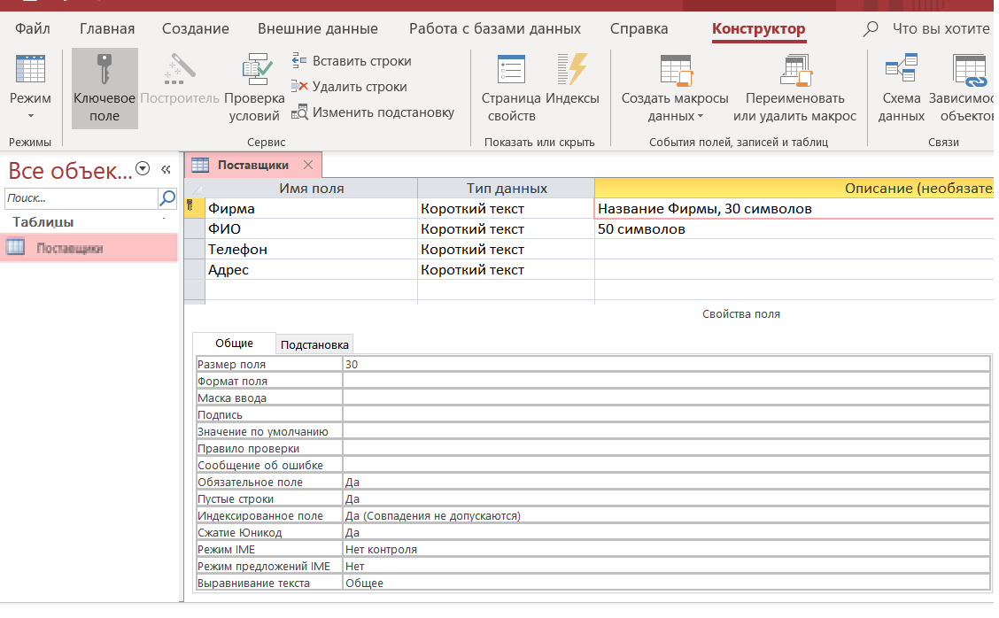 Файл Главная Создание Внешние данные Работа с базами данных Справка Конструктор Что вы хотите
Режим
Ключевое поле
Построитель
Проверка условий
Вставить строки
Удалить строки
Изменить подстановку
Страница свойств
Индексы
Создать макросы данных
Переименовать или удалить макрос
Схема данных
Зависимос
объекто
Режимы Сервис Показать или скрыть События полей, записей и таблиц Связи
Все объек...
Поиск...
Таблицы
Поставщики
Поставщики
Имя поля Тип данных Описание (необязател
Фирма Короткий текст Название Фирмы, 30 символов
ФИО Короткий текст 50 символов
Телефон Короткий текст
Адрес Короткий текст
Свойства поля
Общие Подстановка
Размер поля 30
Формат поля
Маска ввода
Подпись
Значение по умолчанию
Правило проверки
Сообщение об ошибке
Обязательное поле Да
Пустые строки Да
Индексированное поле Да (Совпадения не допускаются)
Сжатие Юникод Да
Режим IME Нет контроля
Режим предложений IME Нет
Выравнивание текста Общее